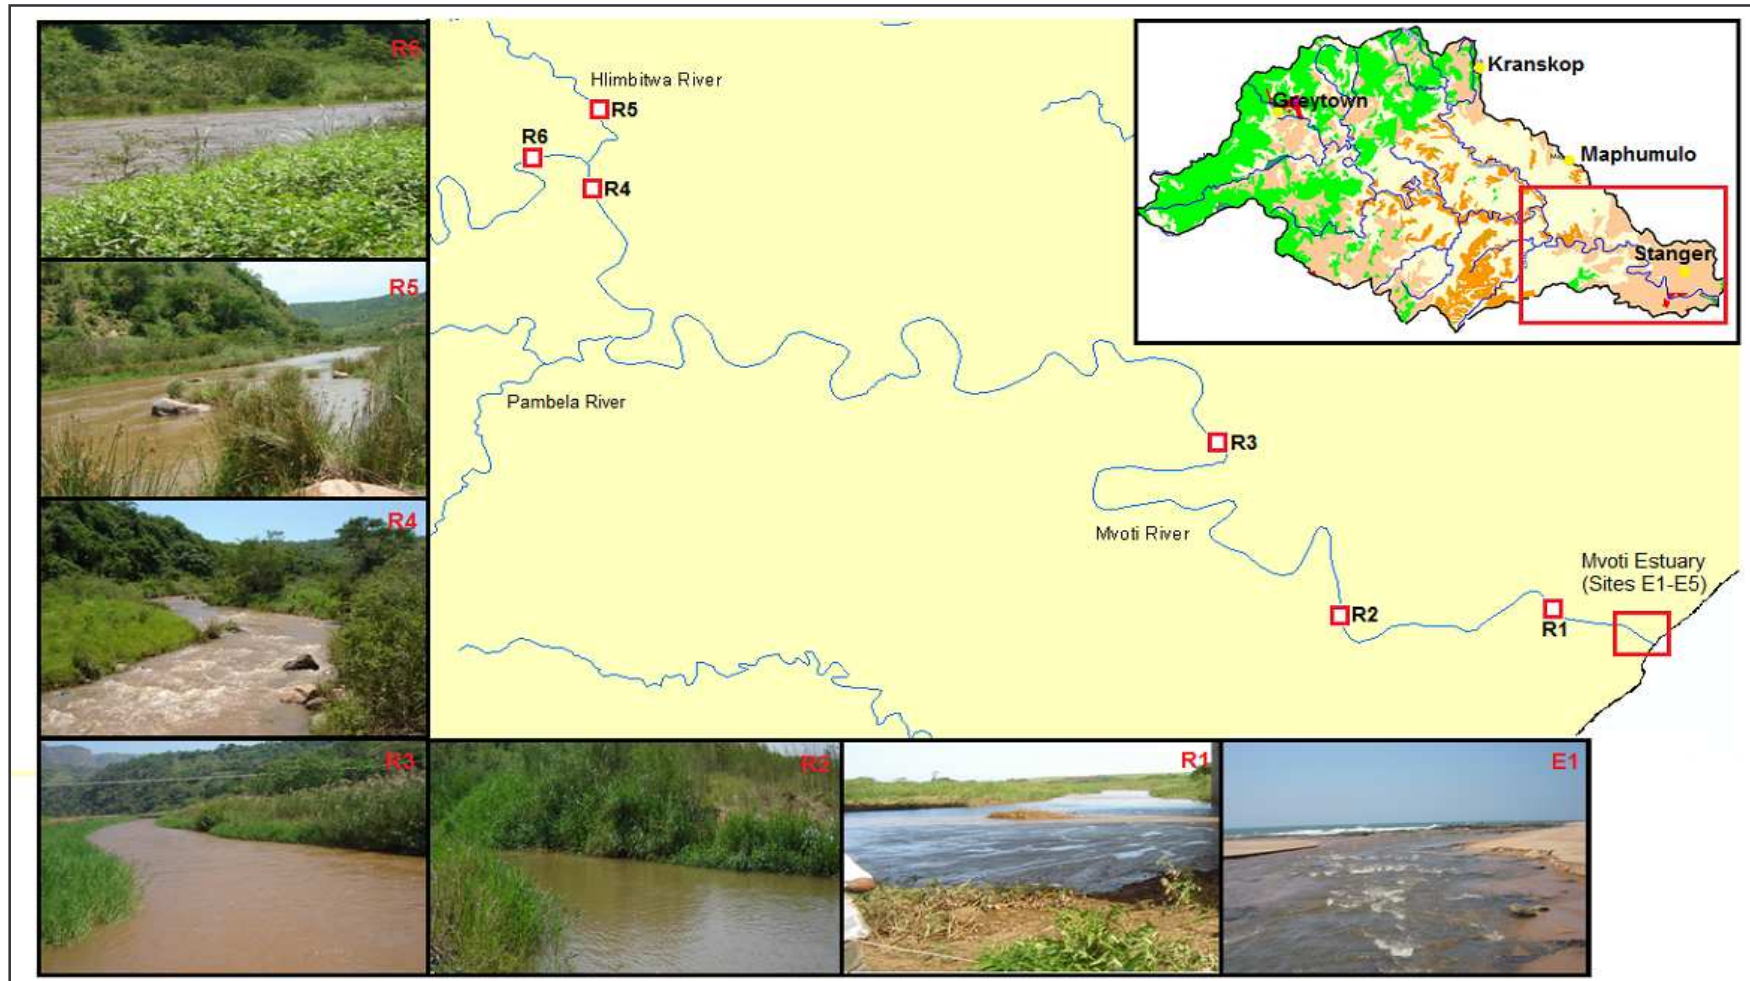 R6
R5
R4
R3
R2
R1
E1
Hlimbitwa River
R5
R6
R4
Pambela River
R3
Mvoti River
Mvoti Estuary
(Sites E1-E5)
R2
R1
Kranskop
Greytown
Maphumulo
Stanger